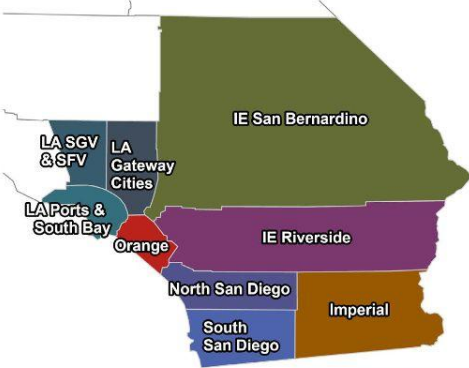 IE San Bernardino
LA SGV
& SFV
LA
Gateway
Cities
LA Ports &
South Bay
Orange
IE Riverside
North San Diego
Imperial
South
San Diego